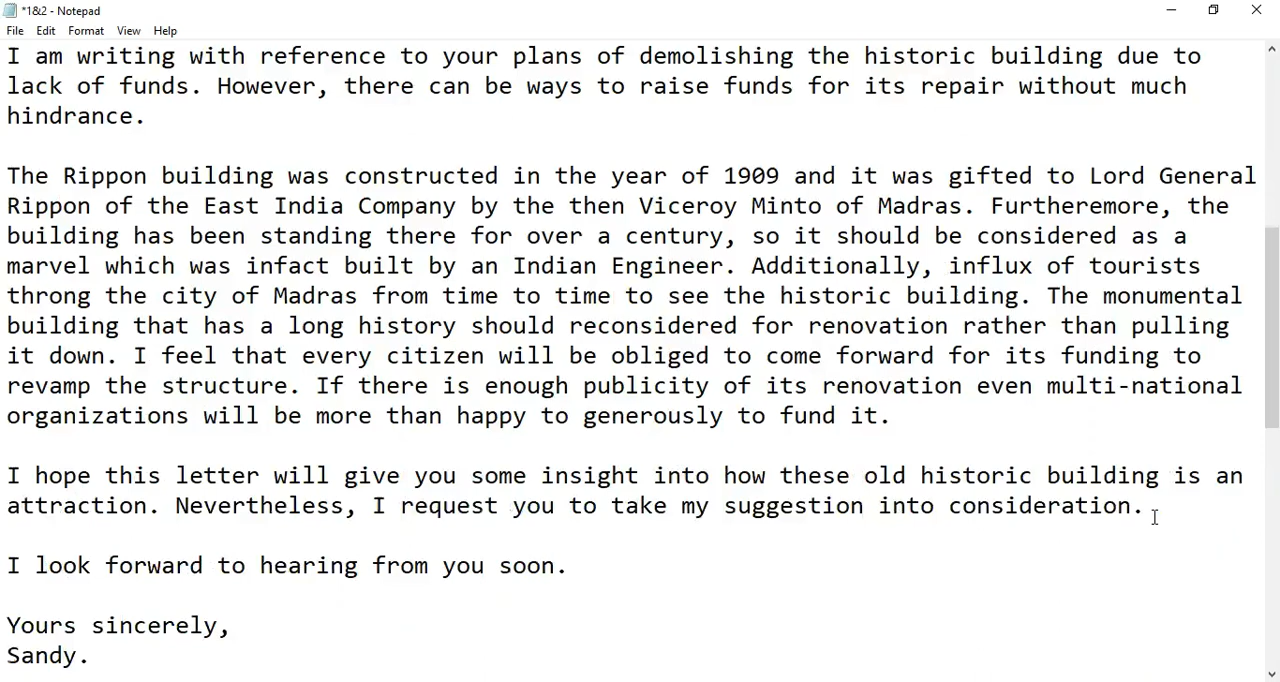 *1&2 - Notepad
File Edit Format View Help
I am writing with reference to your plans of demolishing the historic building due to
lack of funds. However, there can be ways to raise funds for its repair without much
hindrance.
The Rippon building was constructed in the year of 1909 and it was gifted to Lord General
Rippon of the East India Company by the then Viceroy Minto of Madras. Furtheremore, the
building has been standing there for over a century, so it should be considered as a
marvel which was infact built by an Indian Engineer. Additionally, influx of tourists
throng the city of Madras from time to time to see the historic building. The monumental
building that has a long history should reconsidered for renovation rather than pulling
it down. I feel that every citizen will be obliged to come forward for its funding to
revamp the structure. If there is enough publicity of its renovation even multi-national
organizations will be more than happy to generously to fund it.
I hope this letter will give you some insight into how these old historic building is an
attraction. Nevertheless, I request you to take my suggestion into consideration.
I look forward to hearing from you soon.
Yours sincerely,
Sandy.